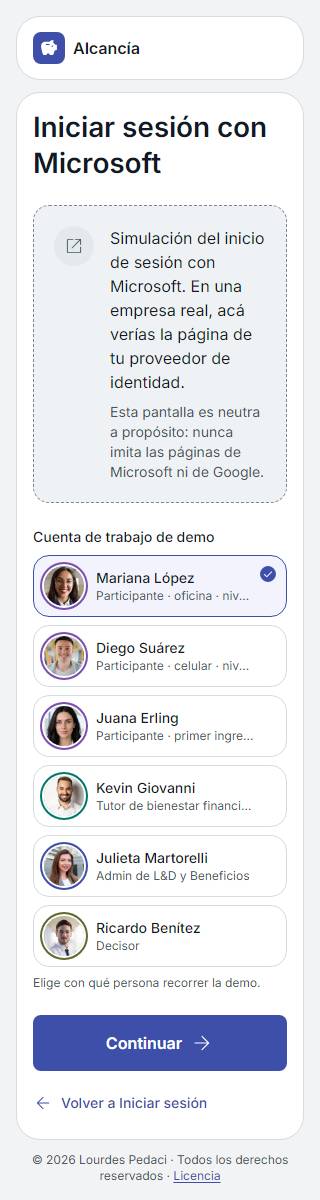 Alcancía
Iniciar sesión con
Microsoft
Simulación del inicio
de sesión con
Microsoft. En una
empresa real, acá
verías la página de
tu proveedor de
identidad.
Esta pantalla es neutra
a propósito: nunca
imita las páginas de
Microsoft ni de Google.
Cuenta de trabajo de demo
Mariana López
Participante · oficina · niv...
Diego Suárez
Participante · celular · niv...
Juana Erling
Participante · primer ingre...
Kevin Giovanni
Tutor de bienestar financi...
Julieta Martorelli
Admin de L&D y Beneficios
Ricardo Benítez
Decisor
Elige con qué persona recorrer la demo.
Continuar
Volver a Iniciar sesión
© 2026 Lourdes Pedaci · Todos los derechos
reservados · Licencia